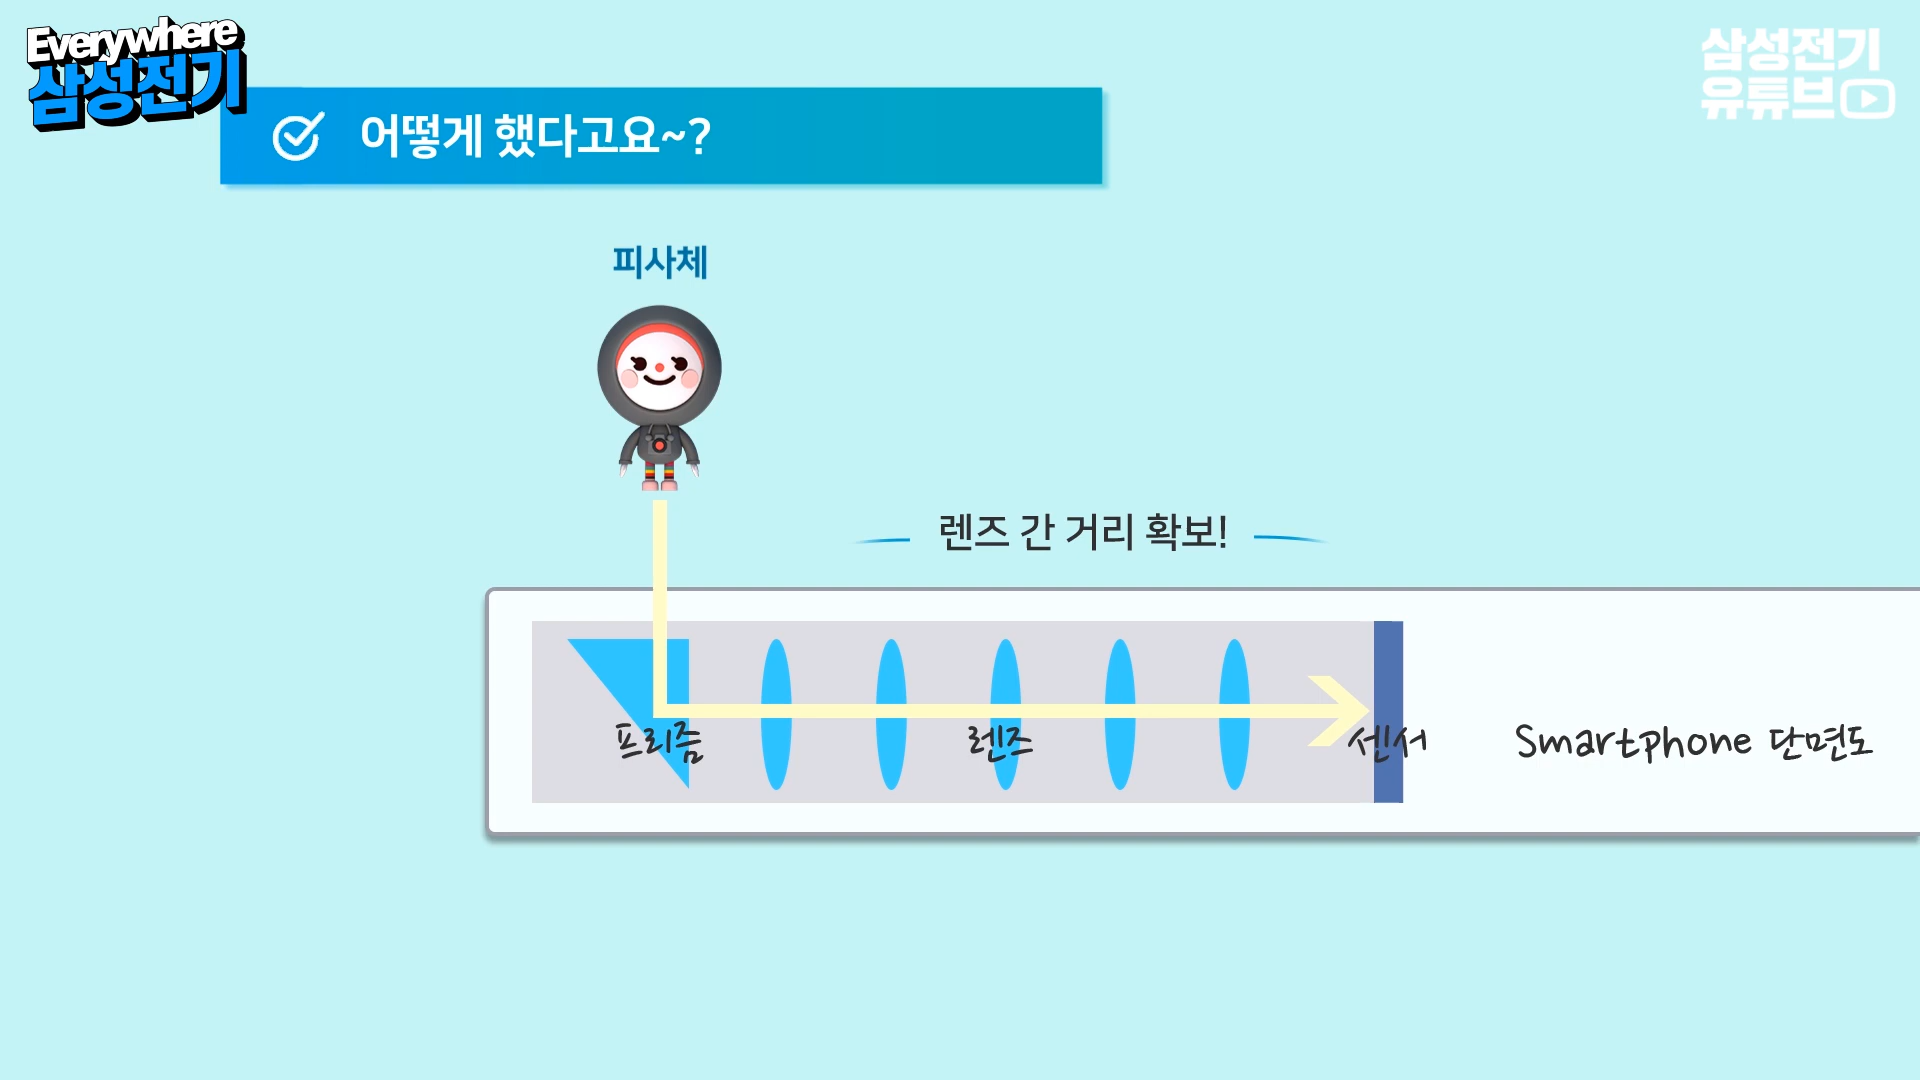 Everywhere
삼성전기
삼성전기
유튜브
어떻게 했다고요~?
피사체
렌즈 간 거리 확보!
프리즘
렌즈
센서
Smartphone 단면도